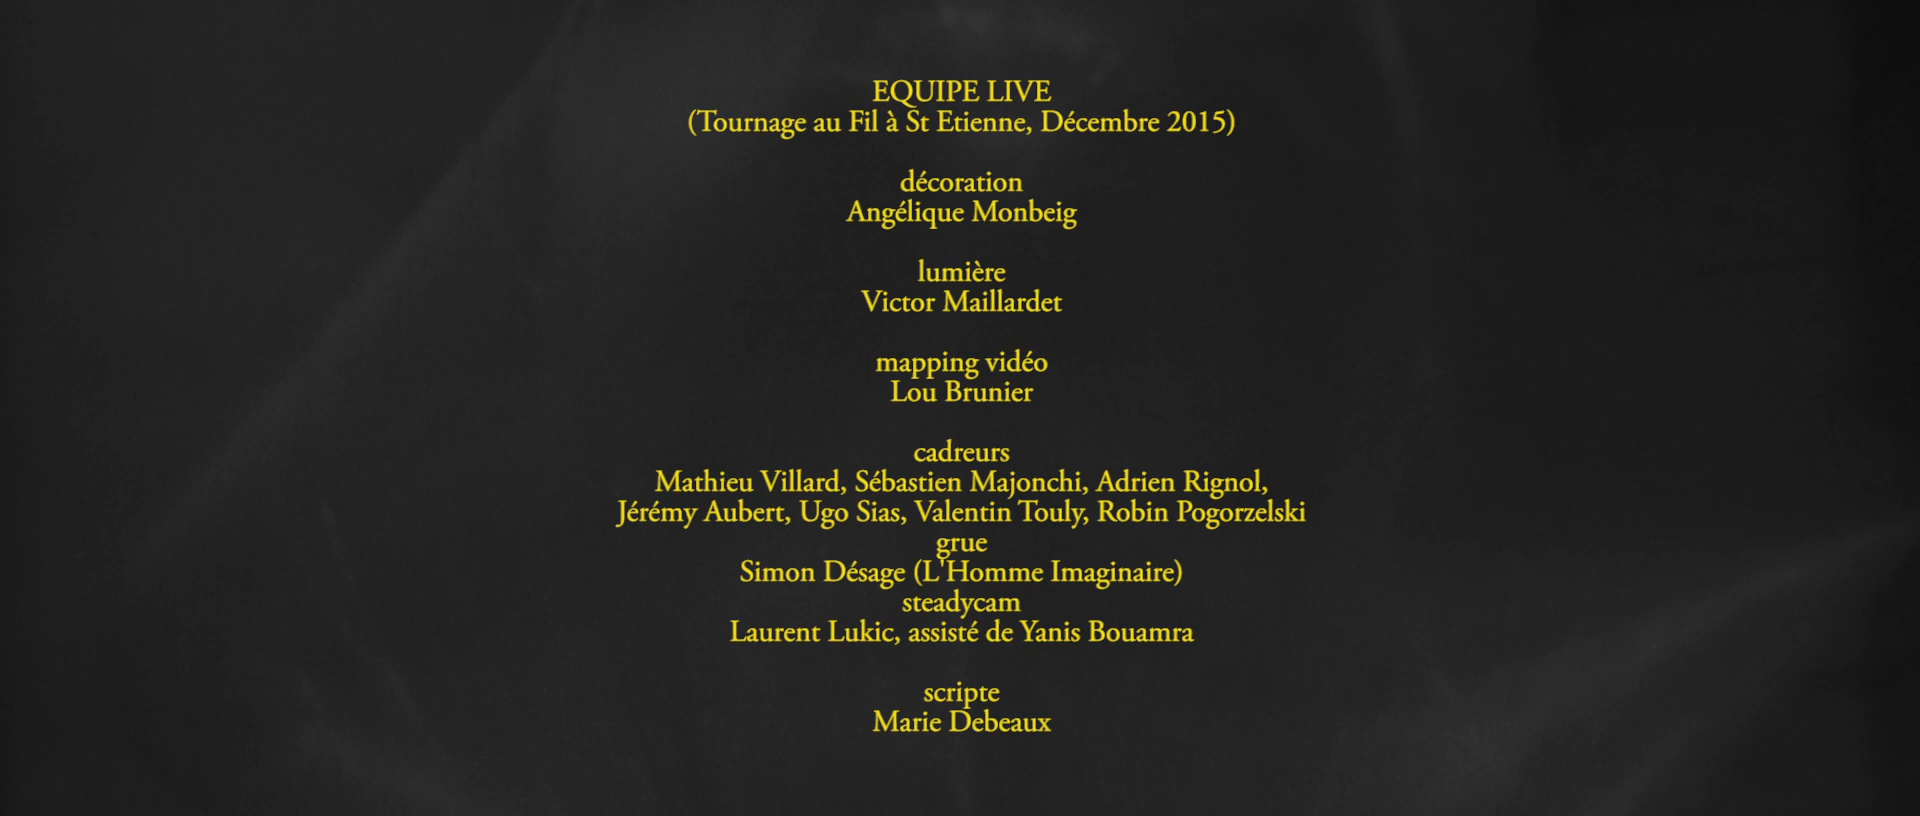 EQUIPE LIVE
(Tournage au Fil à St Etienne, Décembre 2015)
décoration
Angélique Monbeig
lumière
Victor Maillardet
mapping vidéo
Lou Brunier
cadreurs
Mathieu Villard, Sébastien Majonchi, Adrien Rignol,
Jérémy Aubert, Ugo Sias, Valentin Touly, Robin Pogorzelski
grue
Simon Désage (L'Homme Imaginaire)
steadycam
Laurent Lukic, assisté de Yanis Bouamra
scripte
Marie Debeaux